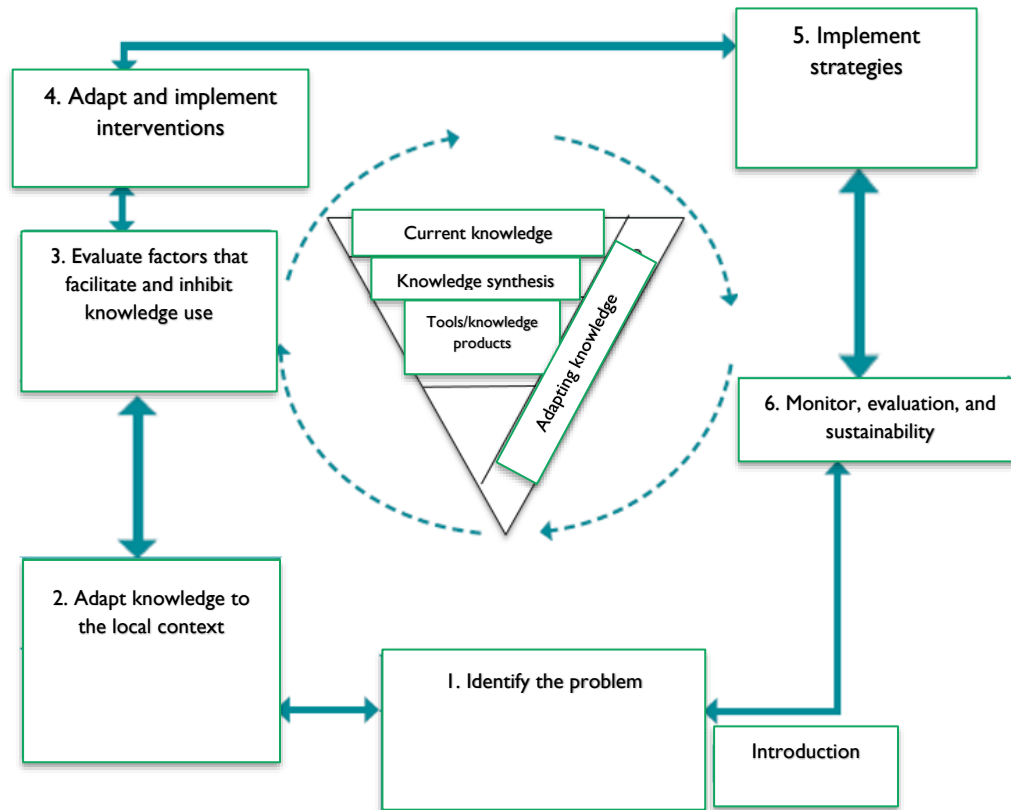 5. Implement
strategies
4. Adapt and implement
interventions
Current knowledge
3. Evaluate factors that
facilitate and inhibit
knowledge use
Knowledge synthesis
Tools/knowledge
products
Adapting knowledge
6. Monitor, evaluation, and
sustainability
2. Adapt knowledge to
the local context
1. Identify the problem
Introduction